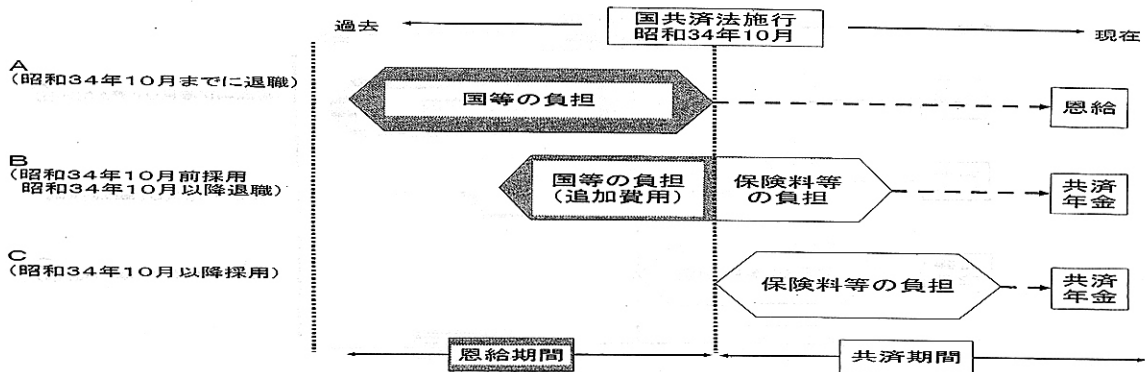 国共済法施行
昭和34年10月
過去
現在
A
(昭和34年10月までに退職)
国等の負担
恩給
B
(昭和34年10月前採用
昭和34年10月以降退職)
国等の負担
(追加費用)
保険料等
の負担
共済
年金
C
(昭和34年10月以降採用)
保険料等の負担
共済
年金
恩給期間
共済期間